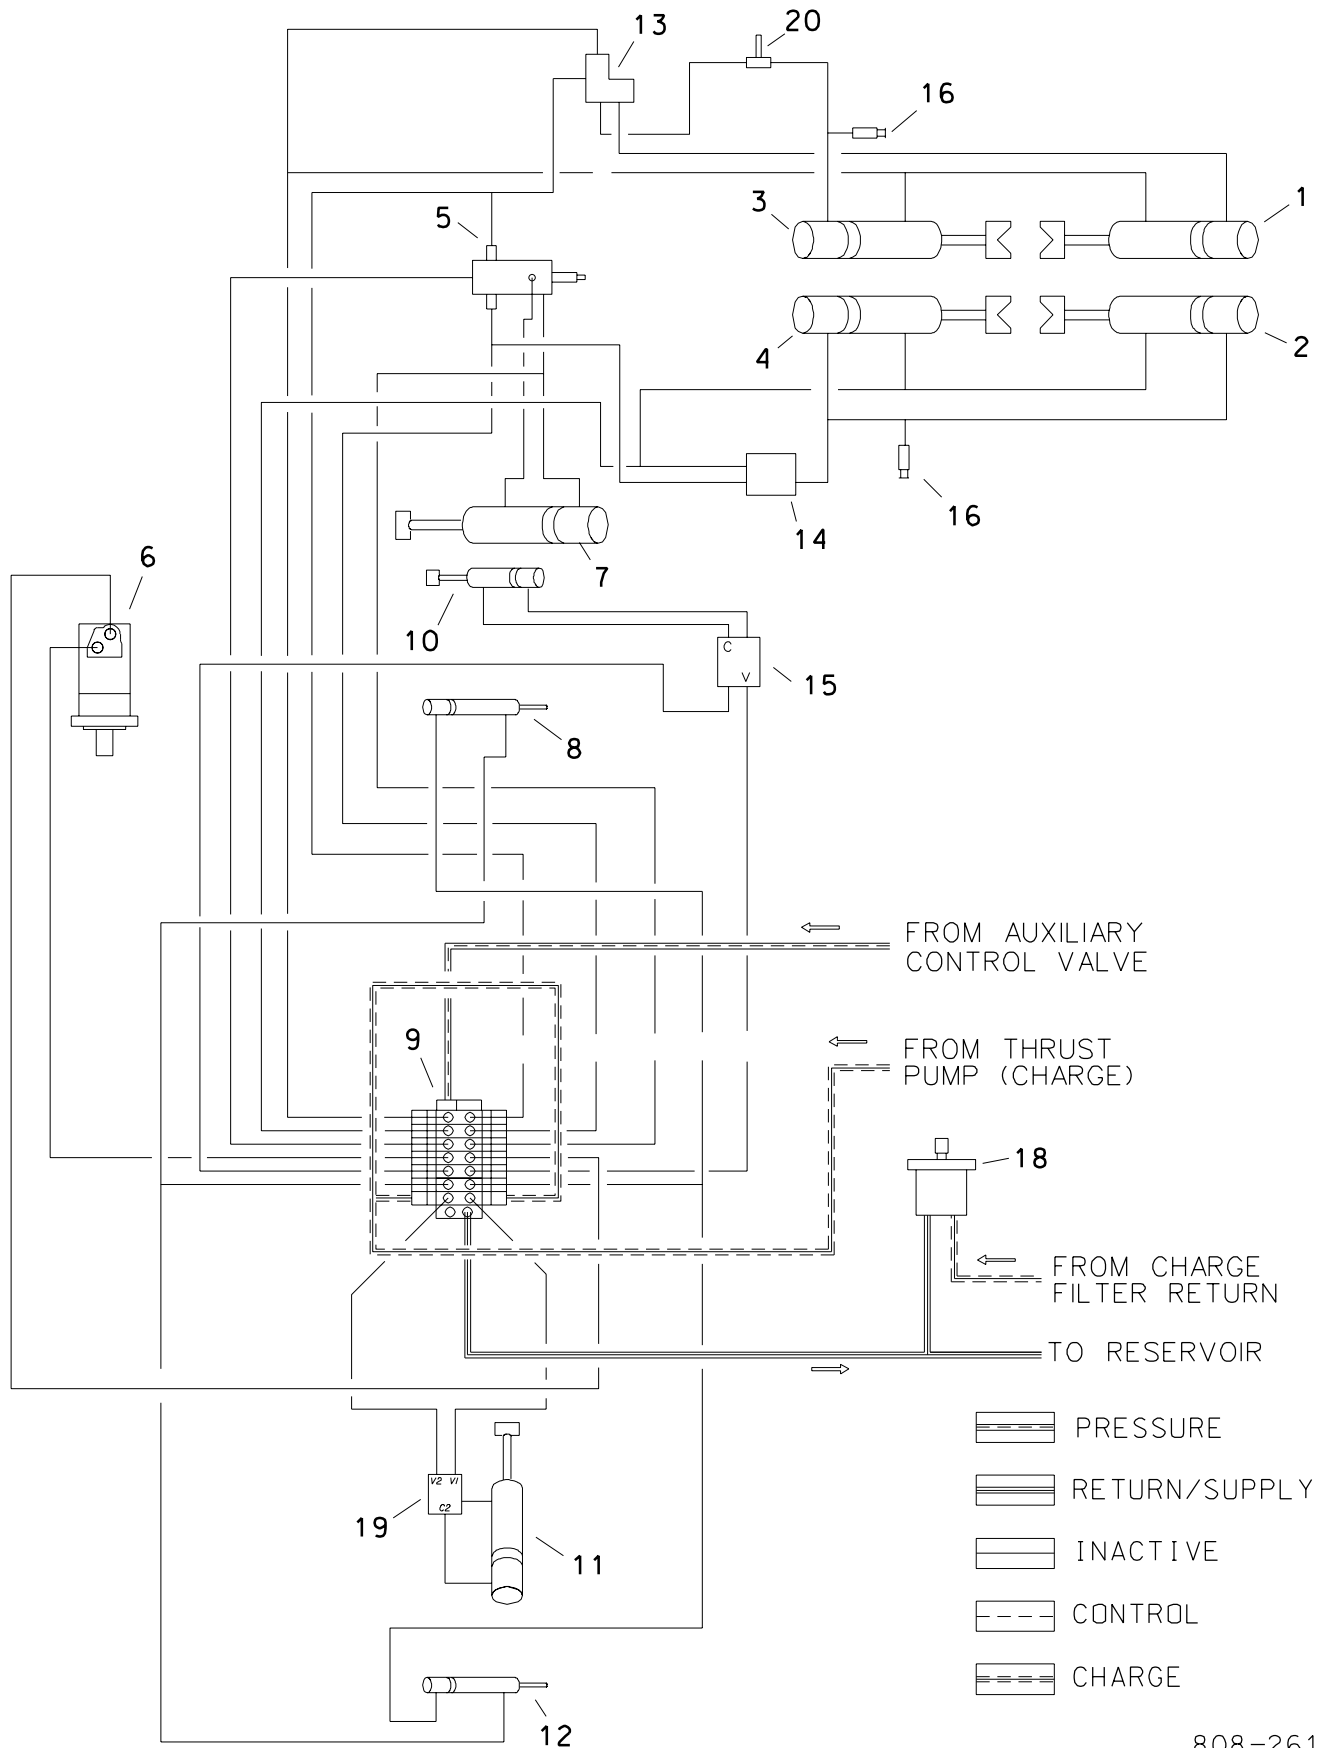 13
20
16
3
1
5
4
2
14
16
7
6
10
C
V
15
8
FROM AUXILIARY
CONTROL VALVE
9
FROM THRUST
PUMP (CHARGE)
18
FROM CHARGE
FILTER RETURN
TO RESERVOIR
PRESSURE
V2 V1
C2
RETURN/SUPPLY
19
11
INACTIVE
CONTROL
CHARGE
12
808-261